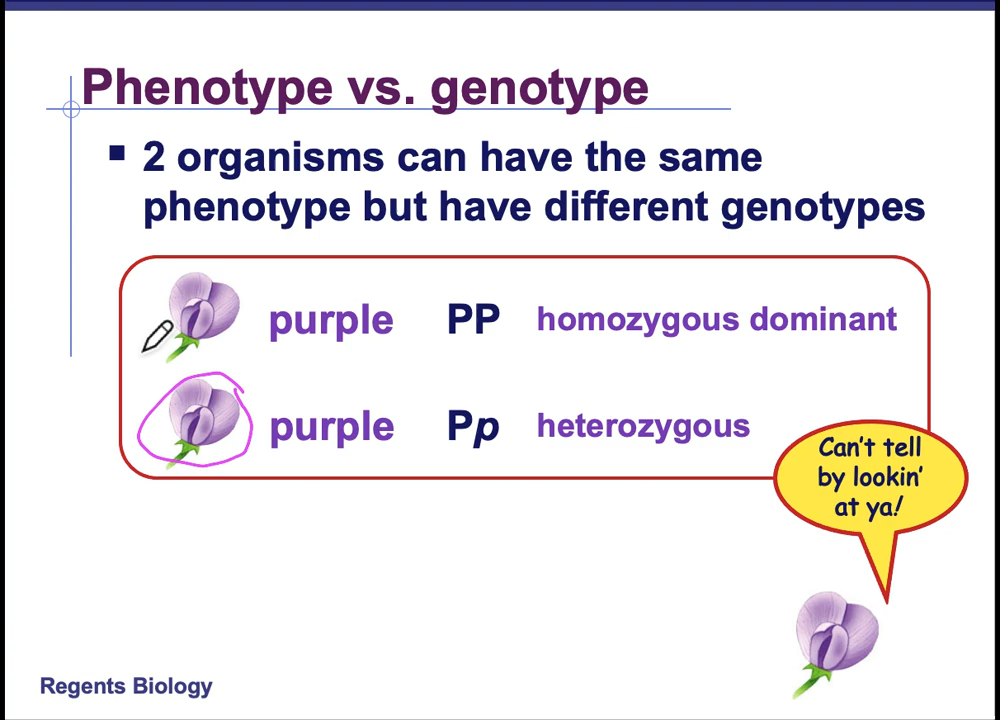 Phenotype vs. genotype
2 organisms can have the same
phenotype but have different genotypes
purple PP homozygous dominant
purple Pp heterozygous
Can't tell
by lookin'
at ya!
Regents Biology